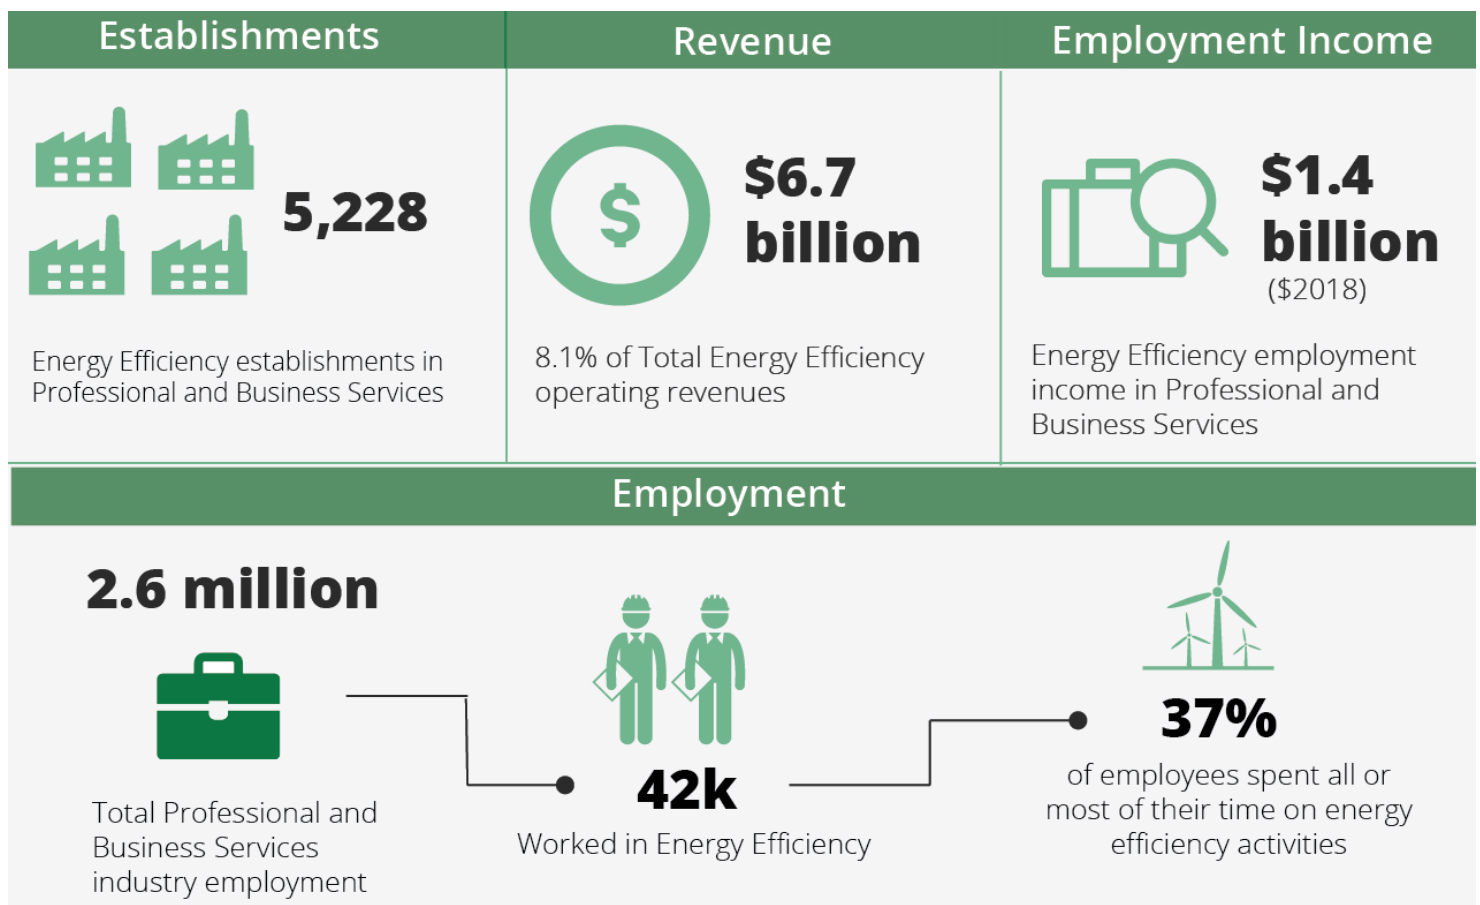 Establishments
5,228
Energy Efficiency establishments in
Professional and Business Services
Revenue
$
$6.7
billion
8.1% of Total Energy Efficiency
operating revenues
Employment Income
$1.4
billion
($2018)
Energy Efficiency employment
income in Professional and
Business Services
Employment
2.6 million
Total Professional and
Business Services
industry employment
42k
Worked in Energy Efficiency
37%
of employees spent all or
most of their time on energy
efficiency activities